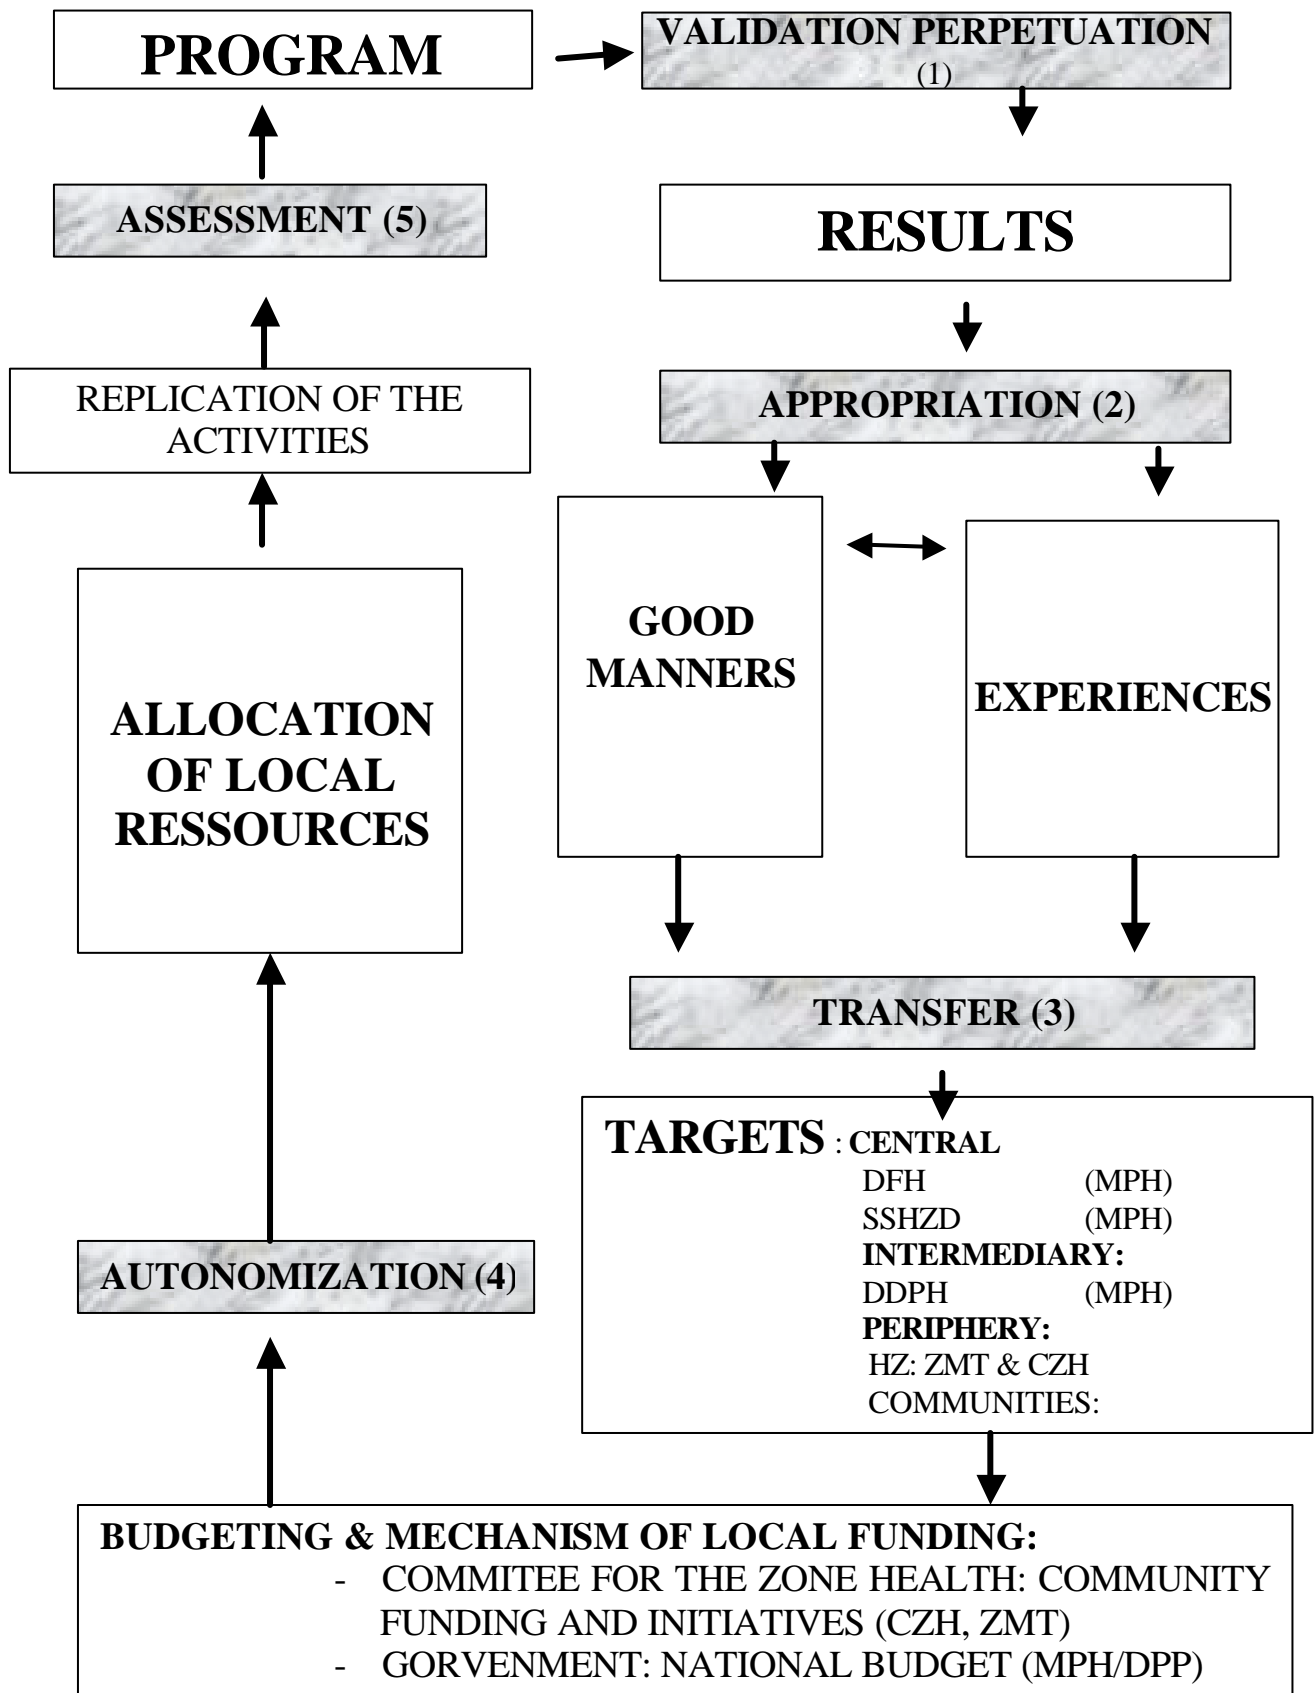 PROGRAM
VALIDATION PERPETUATION
(1)
RESULTS
APPROPRIATION (2)
GOOD
MANNERS
EXPERIENCES
TRANSFER (3)
TARGETS : CENTRAL
DFH (MPH)
SSHZD (MPH)
INTERMEDIARY:
DDPH (MPH)
PERIPHERY:
HZ: ZMT & CZH
COMMUNITIES:
BUDGETING & MECHANISM OF LOCAL FUNDING:
- COMMITEE FOR THE ZONE HEALTH: COMMUNITY
FUNDING AND INITIATIVES (CZH, ZMT)
- GORVENMENT: NATIONAL BUDGET (MPH/DPP)
AUTONOMIZATION (4)
ALLOCATION
OF LOCAL
RESSOURCES
REPLICATION OF THE
ACTIVITIES
ASSESSMENT (5)